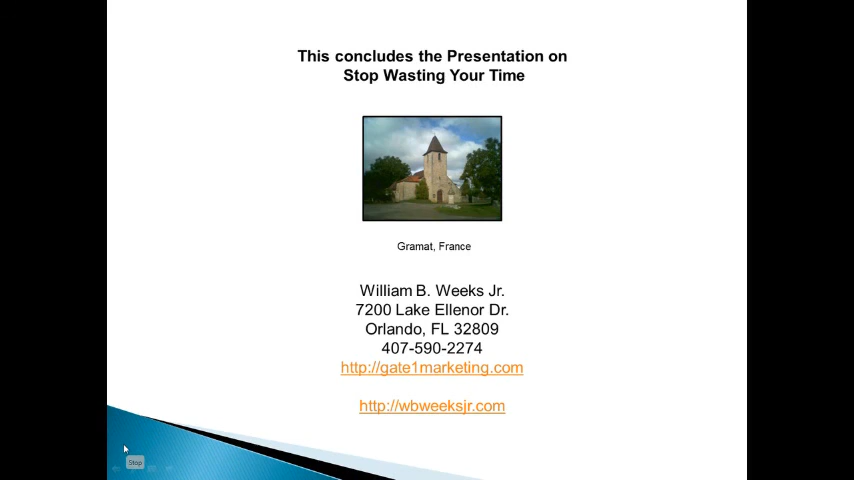 This concludes the Presentation on
Stop Wasting Your Time
Gramat, France
William B. Weeks Jr.
7200 Lake Ellenor Dr.
Orlando, FL 32809
407-590-2274
http://gate1marketing.com
http://wbweeksjr.com
Stop